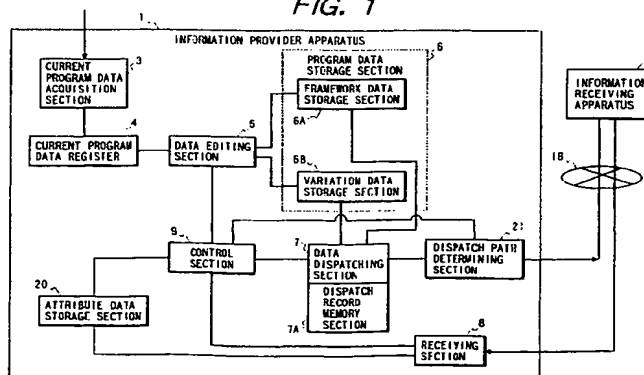 FIG. 1
1
INFORMATION PROVIDER APPARATUS
3
CURRENT
PROGRAM DATA
ACQUISITION
SECTION
4
CURRENT PROGRAM
DATA REGISTER
5
DATA EDITING
SECTION
6
PROGRAM DATA
STORAGE SECTION
FRAMEWORK DATA
STORAGE SECTION
6A
6B
VARIATION DATA
STORAGE SECTION
INFORMATION
RECEIVING
APPARATUS
18
9
CONTROL
SECTION
7
DATA
DISPATCHING
SECTION
DISPATCH
RECORD
MEMORY
SECTION
7A
21
DISPATCH PATH
DETERMINING
SECTION
20
ATTRIBUTE DATA
STORAGE SECTION
8
RECEIVING
SECTION